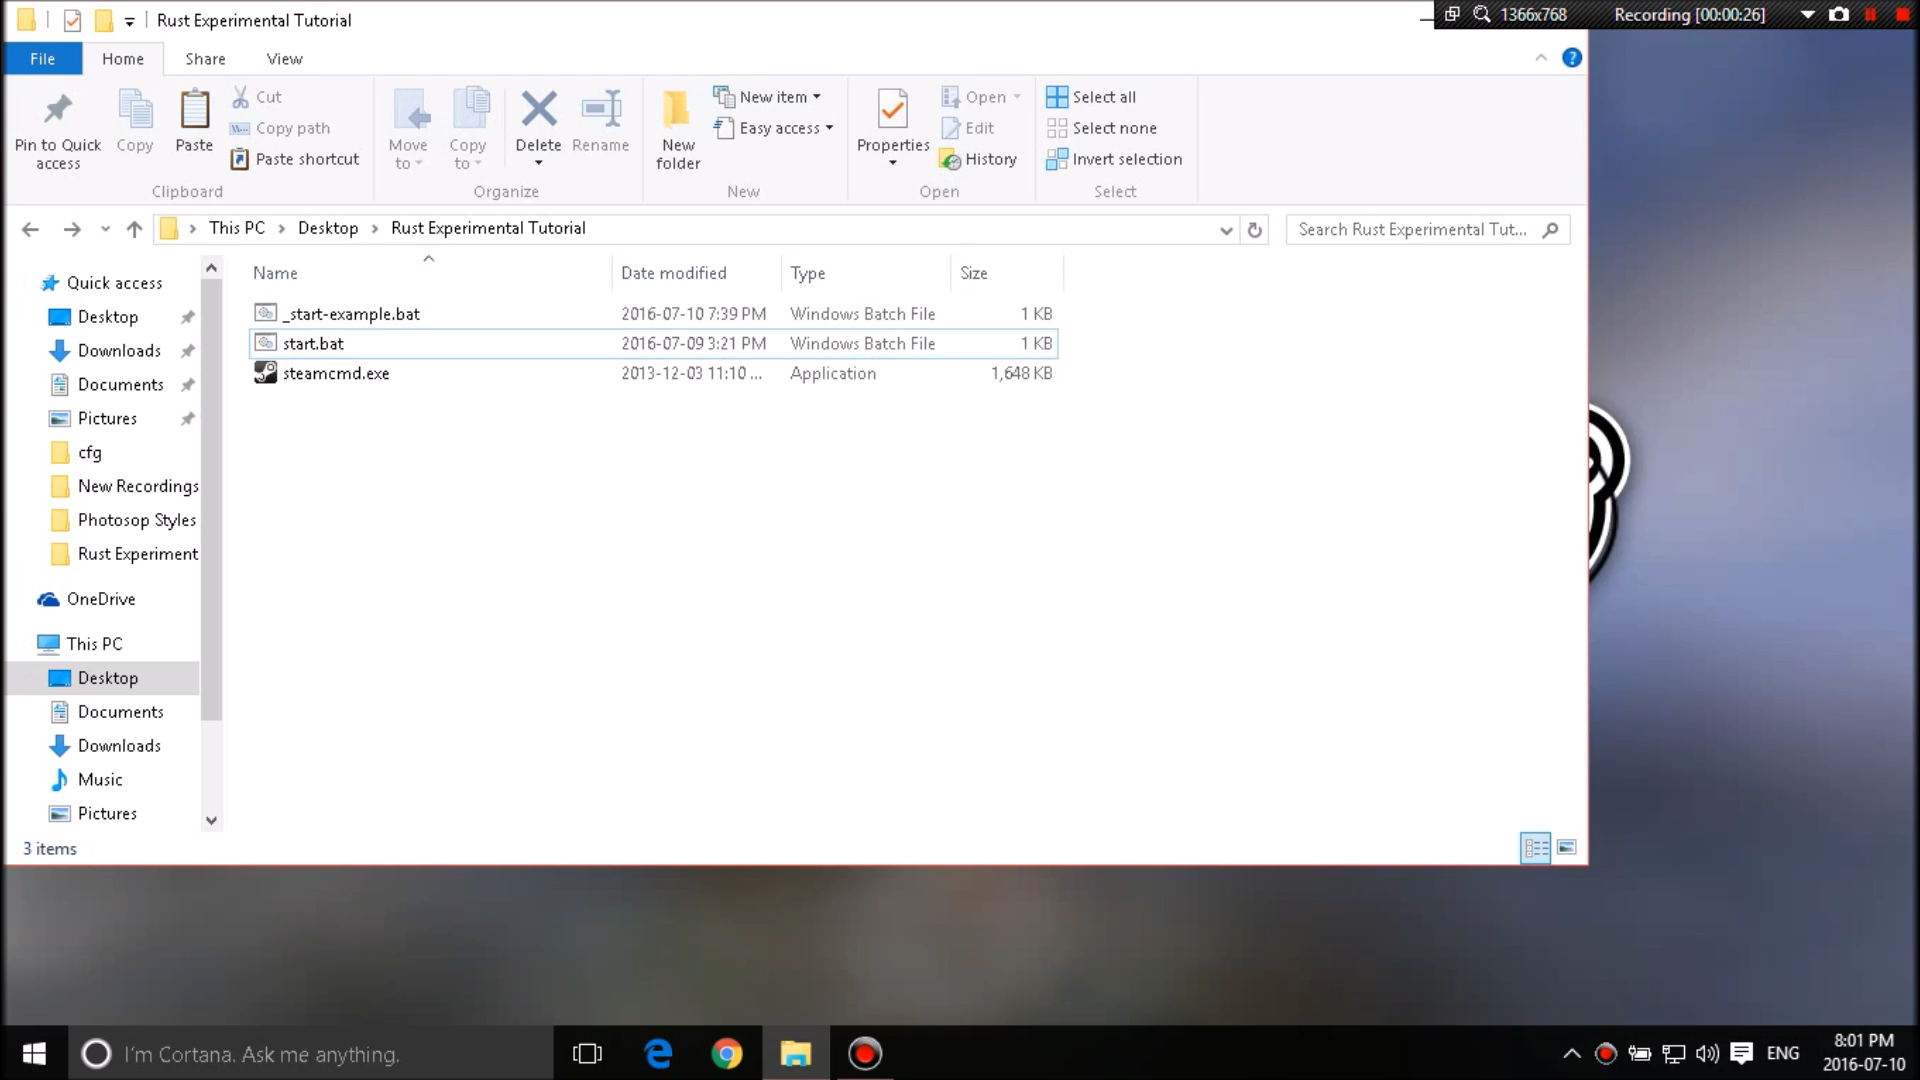 Rust Experimental Tutorial
1366x768 Recording [00:00:26]
File Home Share View
Pin to Quick access
Copy
Paste
Cut
Copy path
Paste shortcut
Clipboard
Move to
Copy to
Delete
Rename
Organize
New folder
New item
Easy access
New
Properties
Open
Edit
History
Open
Select all
Select none
Invert selection
Select
This PC > Desktop > Rust Experimental Tutorial
Search Rust Experimental Tut...
Name Date modified Type Size
_start-example.bat 2016-07-10 7:39 PM Windows Batch File 1 KB
start.bat 2016-07-09 3:21 PM Windows Batch File 1 KB
steamcmd.exe 2013-12-03 11:10 ... Application 1,648 KB
Quick access
Desktop
Downloads
Documents
Pictures
cfg
New Recordings
Photosop Styles
Rust Experiment
OneDrive
This PC
Desktop
Documents
Downloads
Music
Pictures
3 items
I'm Cortana. Ask me anything.
ENG
8:01 PM
2016-07-10